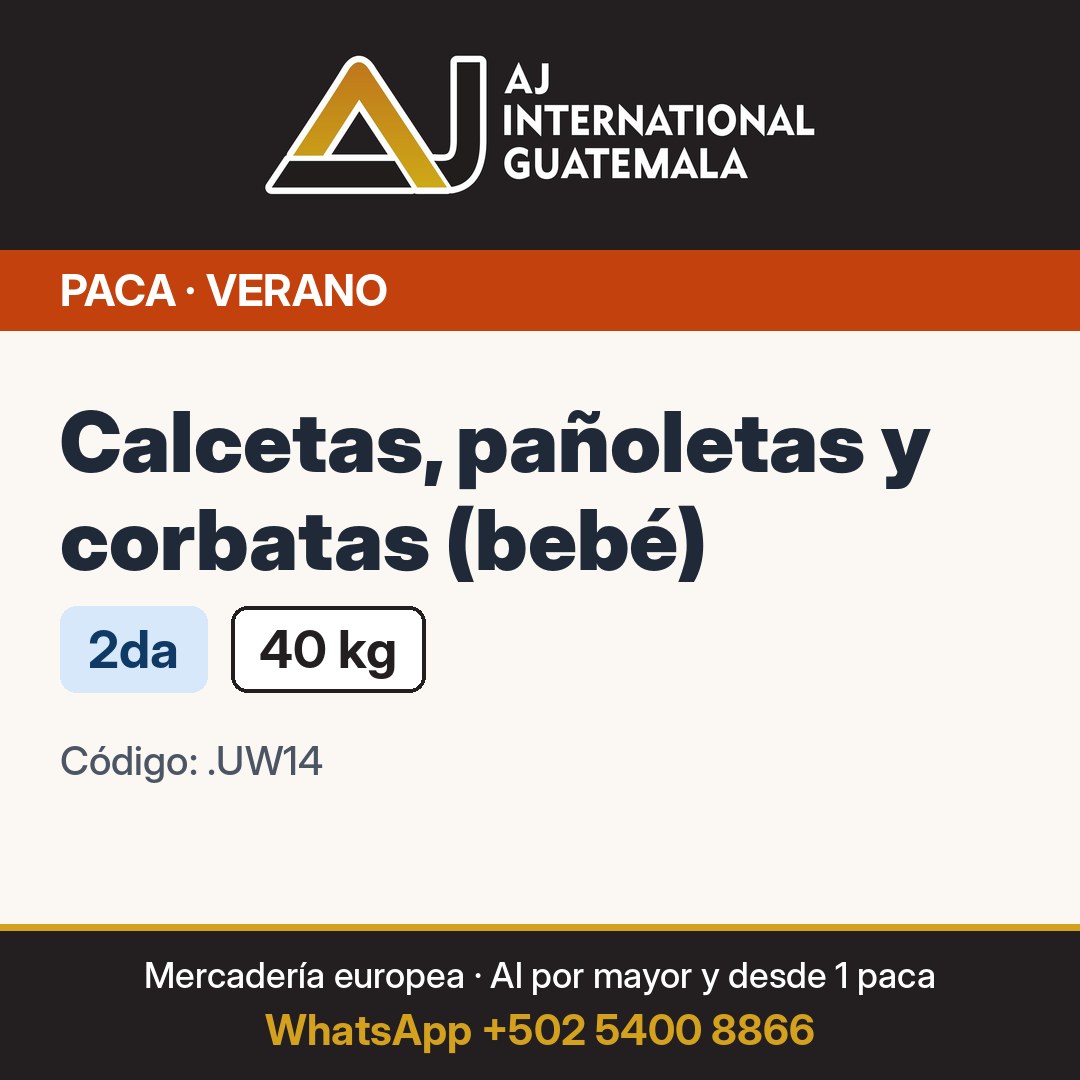 AJ
INTERNATIONAL
GUATEMALA
PACA · VERANO
Calcetas, pañoletas y
corbatas (bebé)
2da
40 kg
Código: .UW14
Mercadería europea · Al por mayor y desde 1 paca
WhatsApp +502 5400 8866